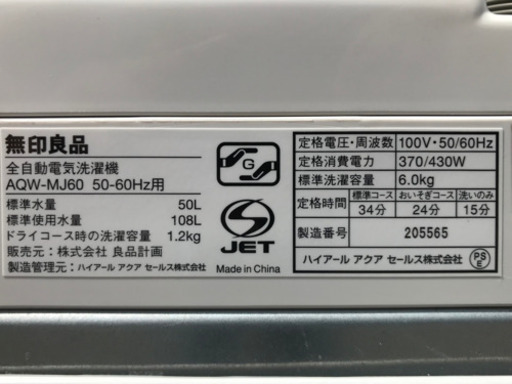 無印良品
全自動電気洗濯機
AQW-MJ60 50-60Hz用
標準水量 50L
標準使用水量 108L
ドライコース時の洗濯容量 1.2kg
販売元：株式会社 良品計画
製造管理元：ハイアール アクア セールス株式会社
G
S
JET
Made in China
定格電圧・周波数 100V・50/60Hz
定格消費電力 370/430W
標準洗濯容量 6.0kg
定格時間 標準コース おいそぎコース 洗いのみ
34分 24分 15分
製造番号 205565
ハイアール アクア セールス株式会社
PSE